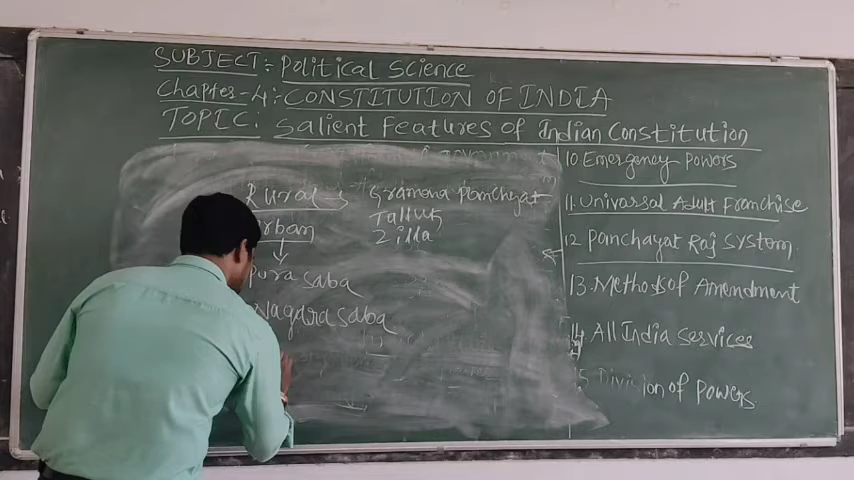 SUBJECT:- Political Science
Chapter-4:- CONSTITUTION OF INDIA
TOPIC: Salient Features of Indian Constitution
Rural-3 Gramena Panchayat
Talluk
Zilla
Urban
Pura saba
Nagara saba
10 Emergency Powers
11. Univarsal Adult Franchise
12 Panchayat Raj System
13. Methods of Amendment
14 All India Services
15 Division of Powers